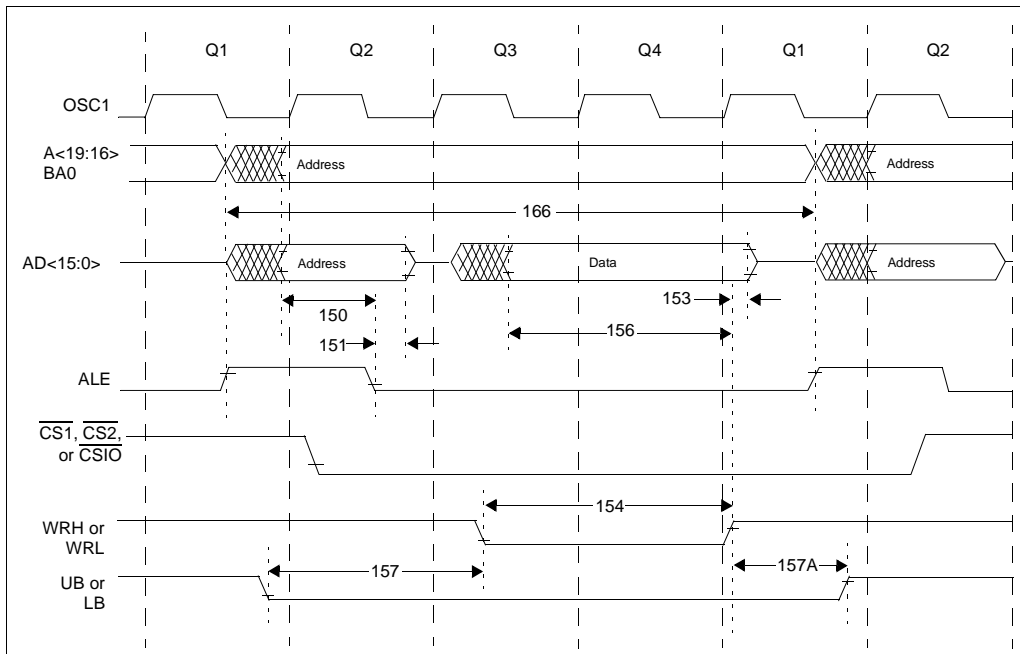 Q1 Q2 Q3 Q4 Q1 Q2
OSC1
A<19:16>
BA0
Address
Address
166
AD<15:0>
Address
Data
Address
150
153
156
151
ALE
CS1, CS2,
or CSIO
154
WRH or
WRL
157
157A
UB or
LB